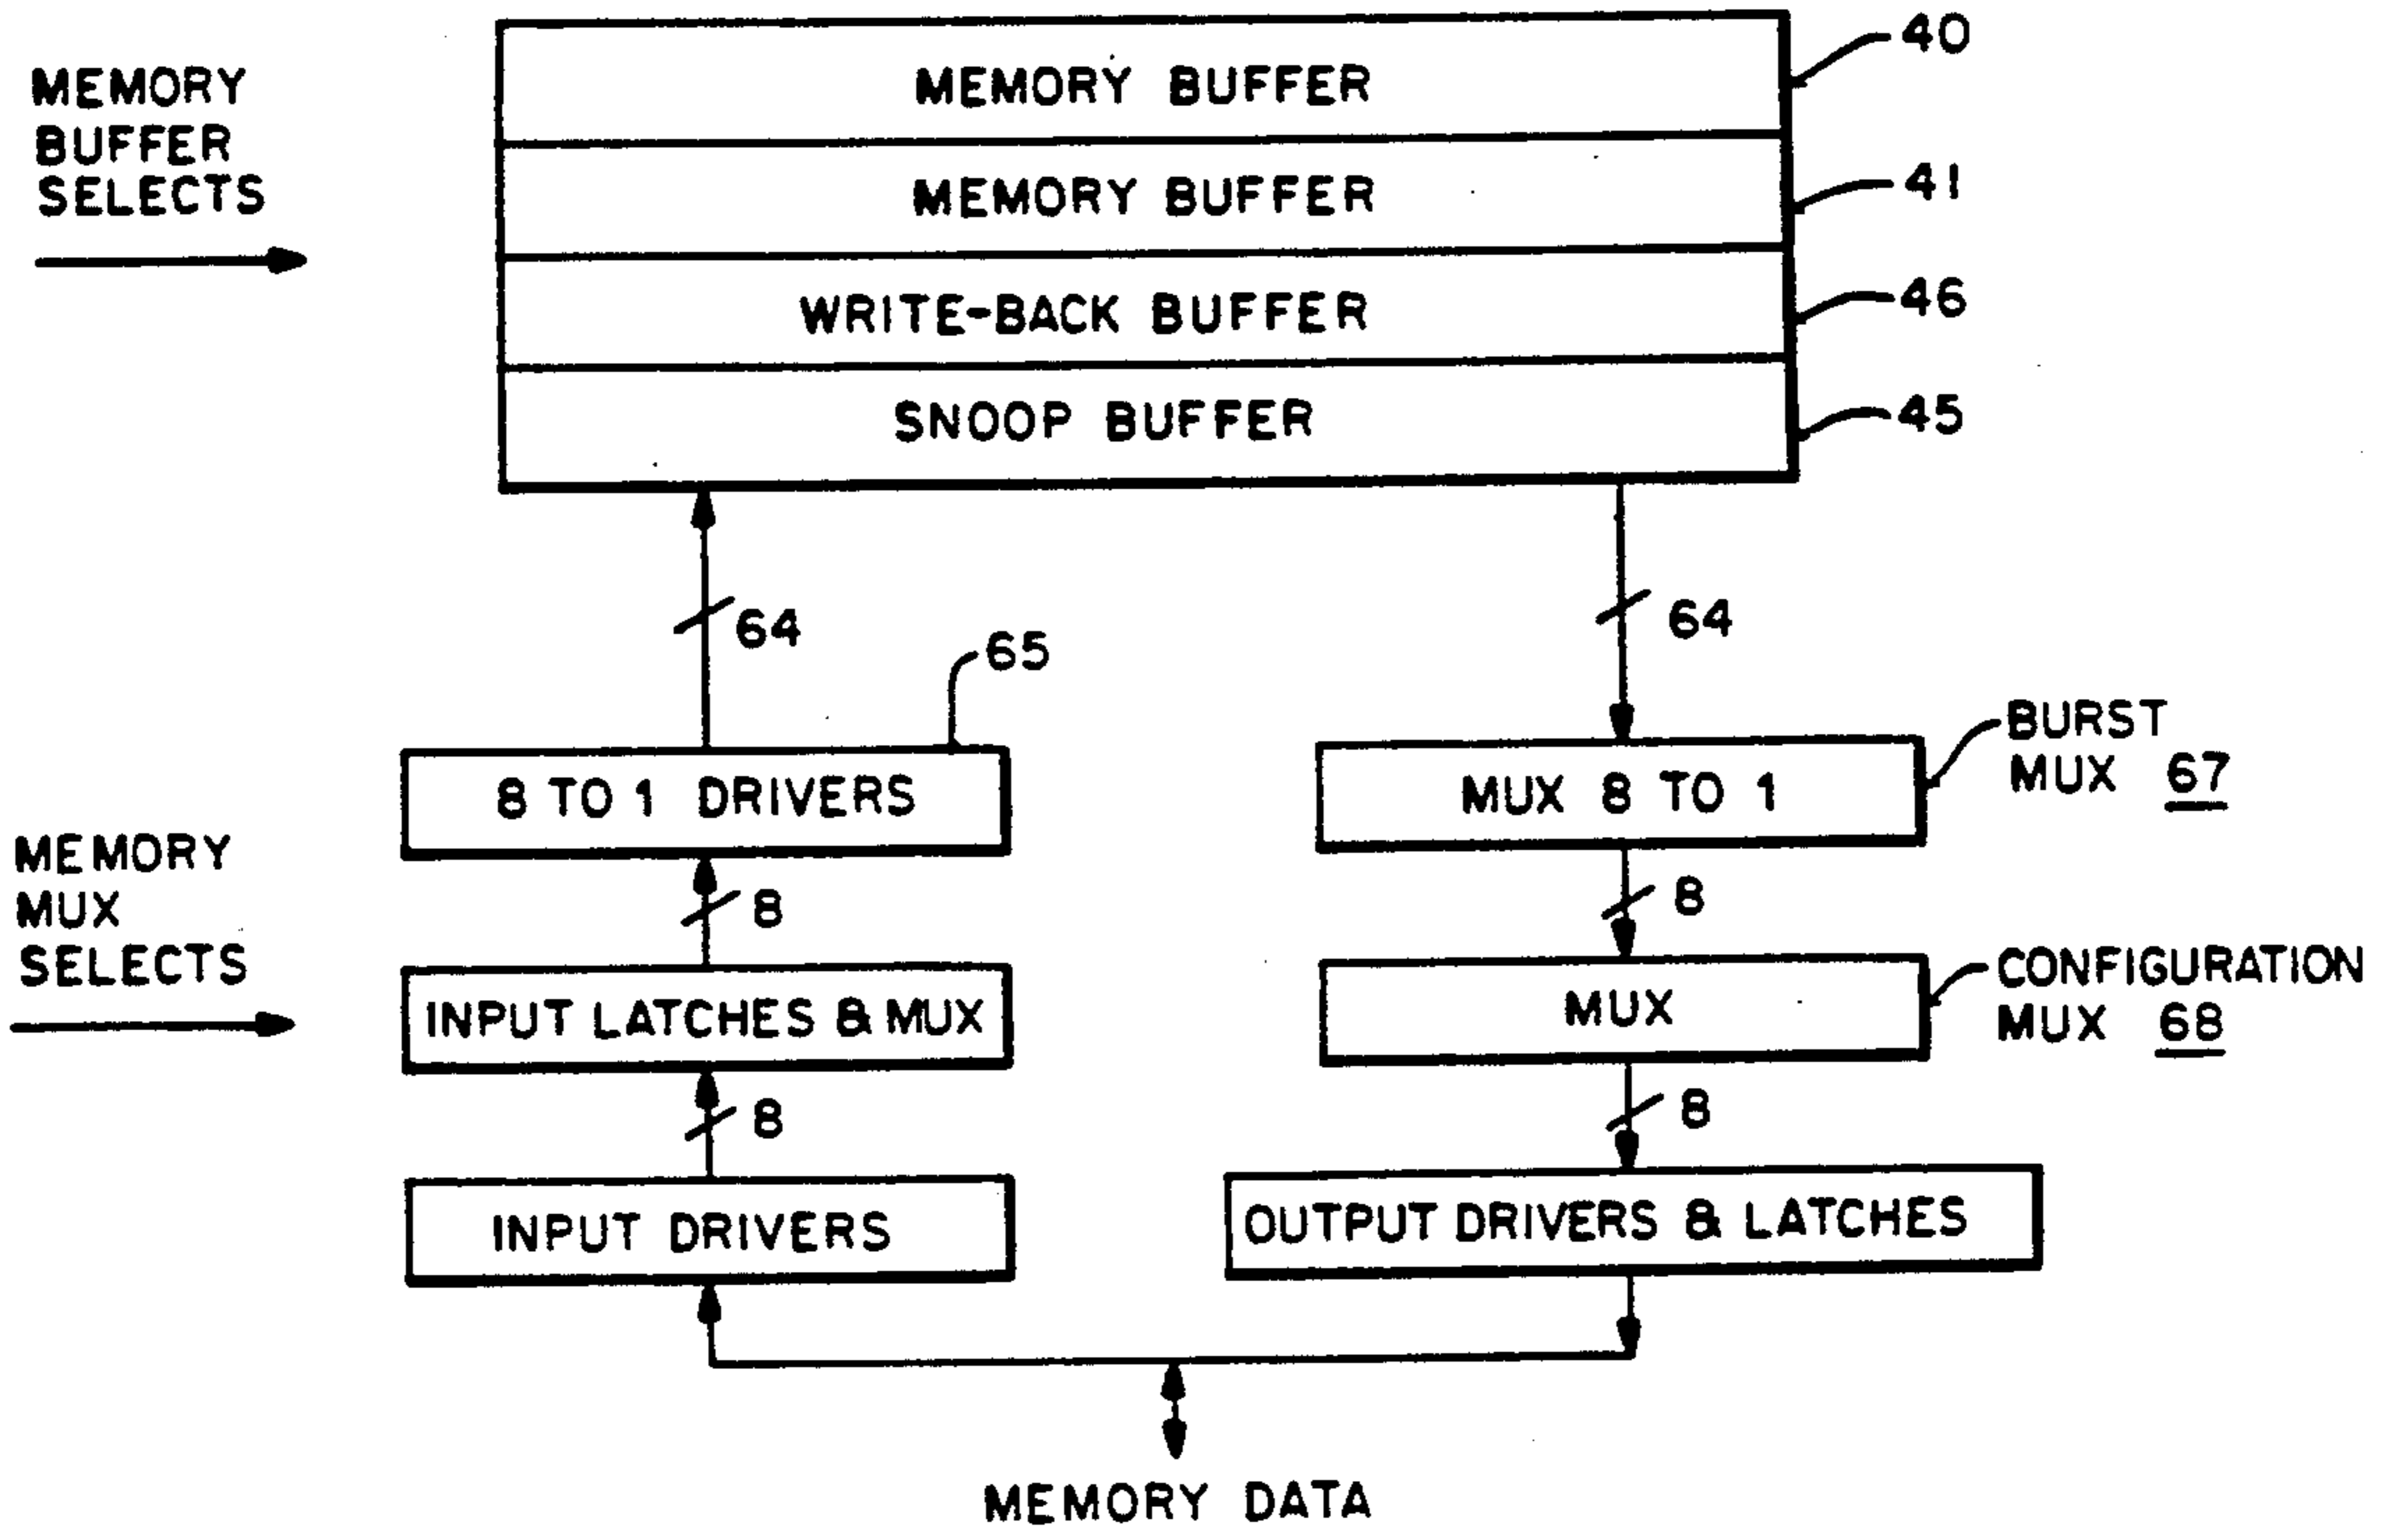 MEMORY
BUFFER
SELECTS
MEMORY BUFFER
40
MEMORY BUFFER
41
WRITE-BACK BUFFER
46
SNOOP BUFFER
45
64
64
65
8 TO 1 DRIVERS
MUX 8 TO 1
BURST
MUX 67
MEMORY
MUX
SELECTS
8
8
INPUT LATCHES & MUX
MUX
CONFIGURATION
MUX 68
8
8
INPUT DRIVERS
OUTPUT DRIVERS & LATCHES
MEMORY DATA